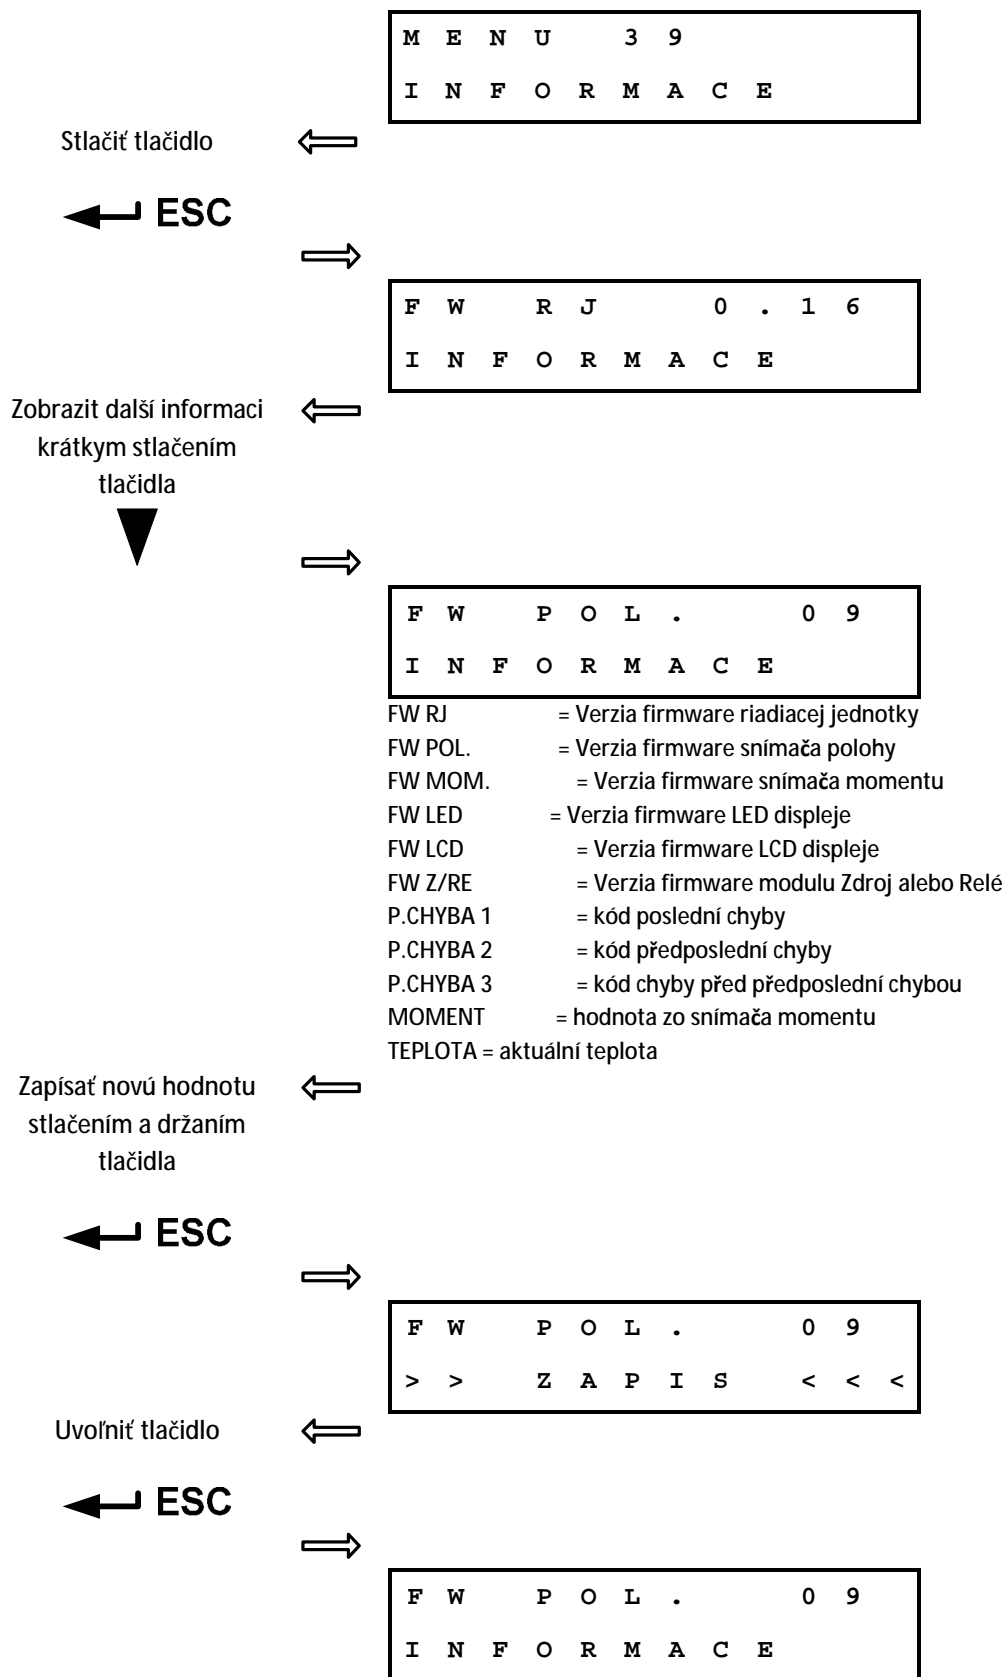 MENU 39
INFORMACE
Stlačiť tlačidlo
ESC
FW RJ 0.16
INFORMACE
Zobrazit další informaci
krátkym stlačením
tlačidla
FW POL. 09
INFORMACE
FW RJ = Verzia firmware riadiacej jednotky
FW POL. = Verzia firmware snímača polohy
FW MOM. = Verzia firmware snímača momentu
FW LED = Verzia firmware LED displeje
FW LCD = Verzia firmware LCD displeje
FW Z/RE = Verzia firmware modulu Zdroj alebo Relé
P.CHYBA 1 = kód poslední chyby
P.CHYBA 2 = kód předposlední chyby
P.CHYBA 3 = kód chyby před předposlední chybou
MOMENT = hodnota zo snímača momentu
TEPLOTA = aktuální teplota
Zapísať novú hodnotu
stlačením a držaním
tlačidla
ESC
FW POL. 09
>> ZAPIS <<<
Uvoľniť tlačidlo
ESC
FW POL. 09
INFORMACE